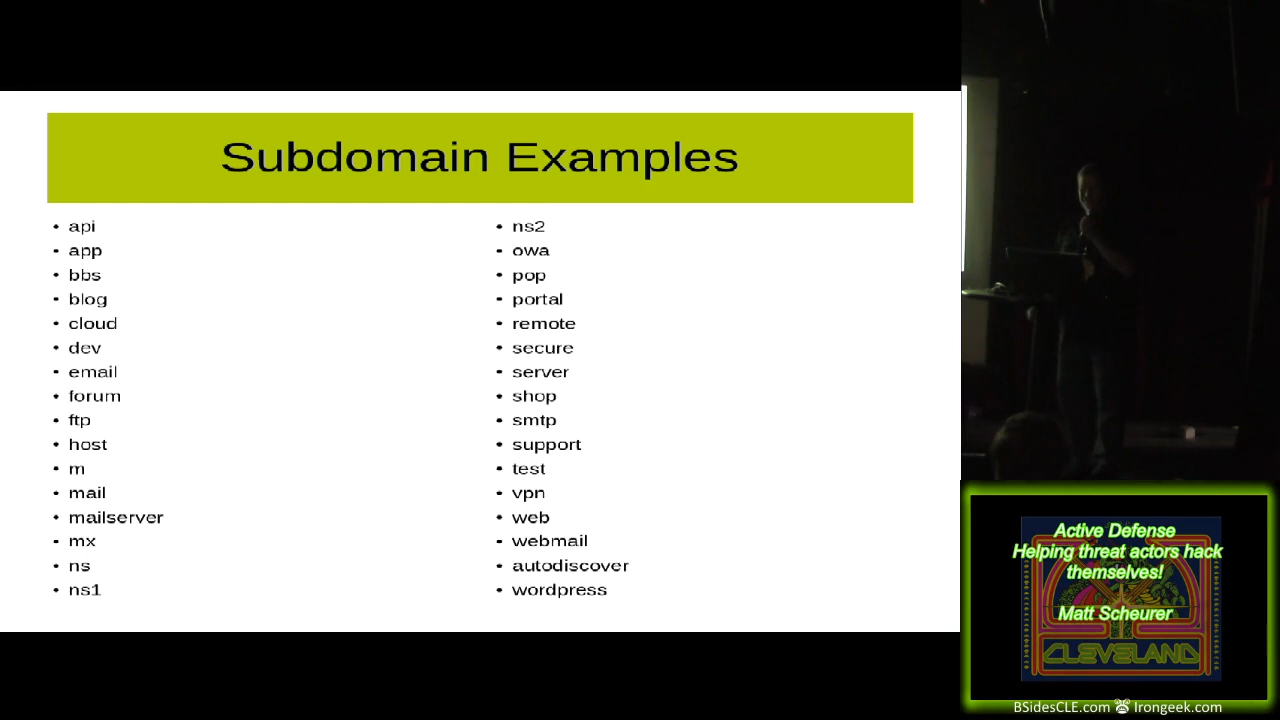 Subdomain Examples
• api
• app
• bbs
• blog
• cloud
• dev
• email
• forum
• ftp
• host
• m
• mail
• mailserver
• mx
• ns
• ns1
• ns2
• owa
• pop
• portal
• remote
• secure
• server
• shop
• smtp
• support
• test
• vpn
• web
• webmail
• autodiscover
• wordpress
Active Defense
Helping threat actors hack
themselves!
Matt Scheurer
CLEVELAND
BSidesCLE.com Irongeek.com